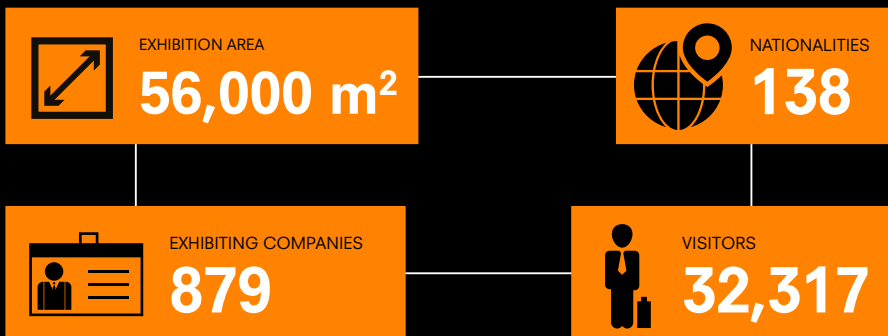 EXHIBITION AREA
56,000 m²
NATIONALITIES
138
EXHIBITING COMPANIES
879
VISITORS
32,317